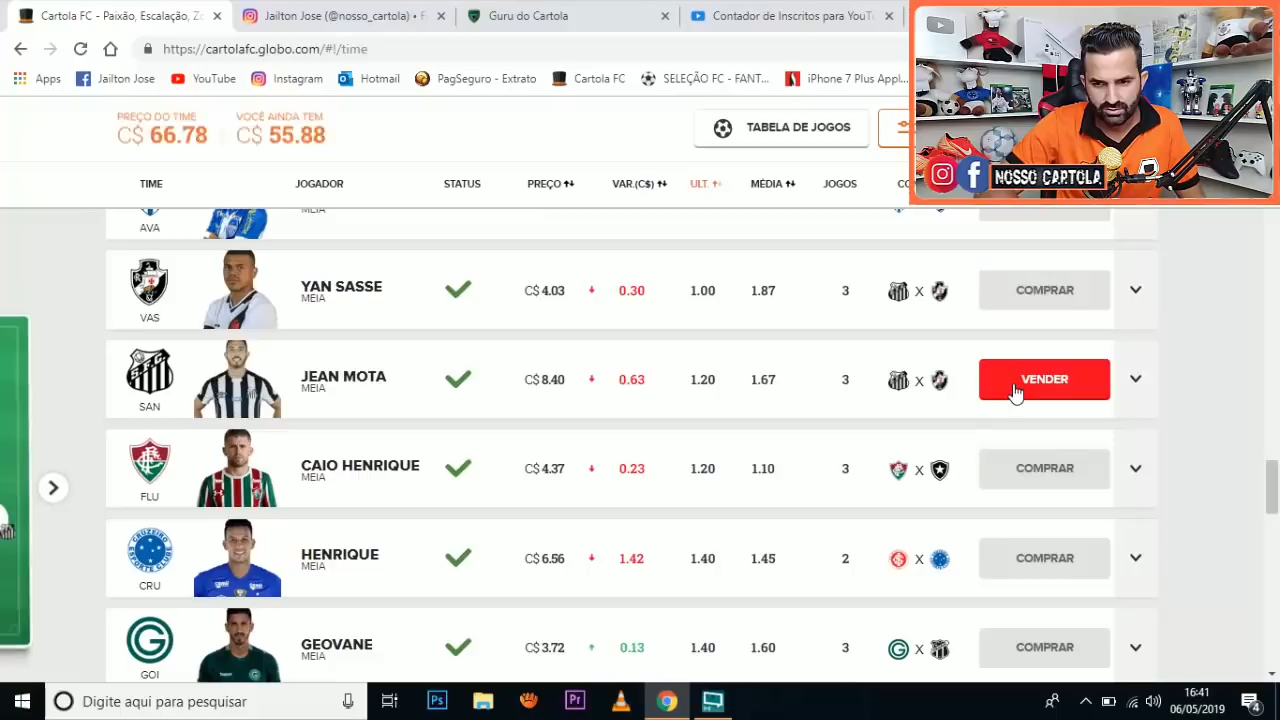 Cartola FC - Paixão, Escalação, Zo
Jailton Jose (@nosso_cartola) • F
Guru do Cartola
Contador de Inscritos para YouTu
https://cartolafc.globo.com/#!/time
Apps
Jailton Jose
YouTube
Instagram
Hotmail
PagSeguro - Extrato
Cartola FC
SELEÇÃO FC - FANT...
iPhone 7 Plus Appl...
PREÇO DO TIME
C$ 66.78
VOCÊ AINDA TEM
C$ 55.88
TABELA DE JOGOS
NOSSO CARTOLA
TIME JOGADOR STATUS PREÇO VAR.(C$) ULT. MÉDIA JOGOS CO
AVA MEIA
VAS YAN SASSE MEIA C$ 4.03 0.30 1.00 1.87 3 X COMPRAR
SAN JEAN MOTA MEIA C$ 8.40 0.63 1.20 1.67 3 X VENDER
FLU CAIO HENRIQUE MEIA C$ 4.37 0.23 1.20 1.10 3 X COMPRAR
CRU HENRIQUE MEIA C$ 6.56 1.42 1.40 1.45 2 X COMPRAR
GOI GEOVANE MEIA C$ 3.72 0.13 1.40 1.60 3 X COMPRAR
Digite aqui para pesquisar
16:41
06/05/2019
4